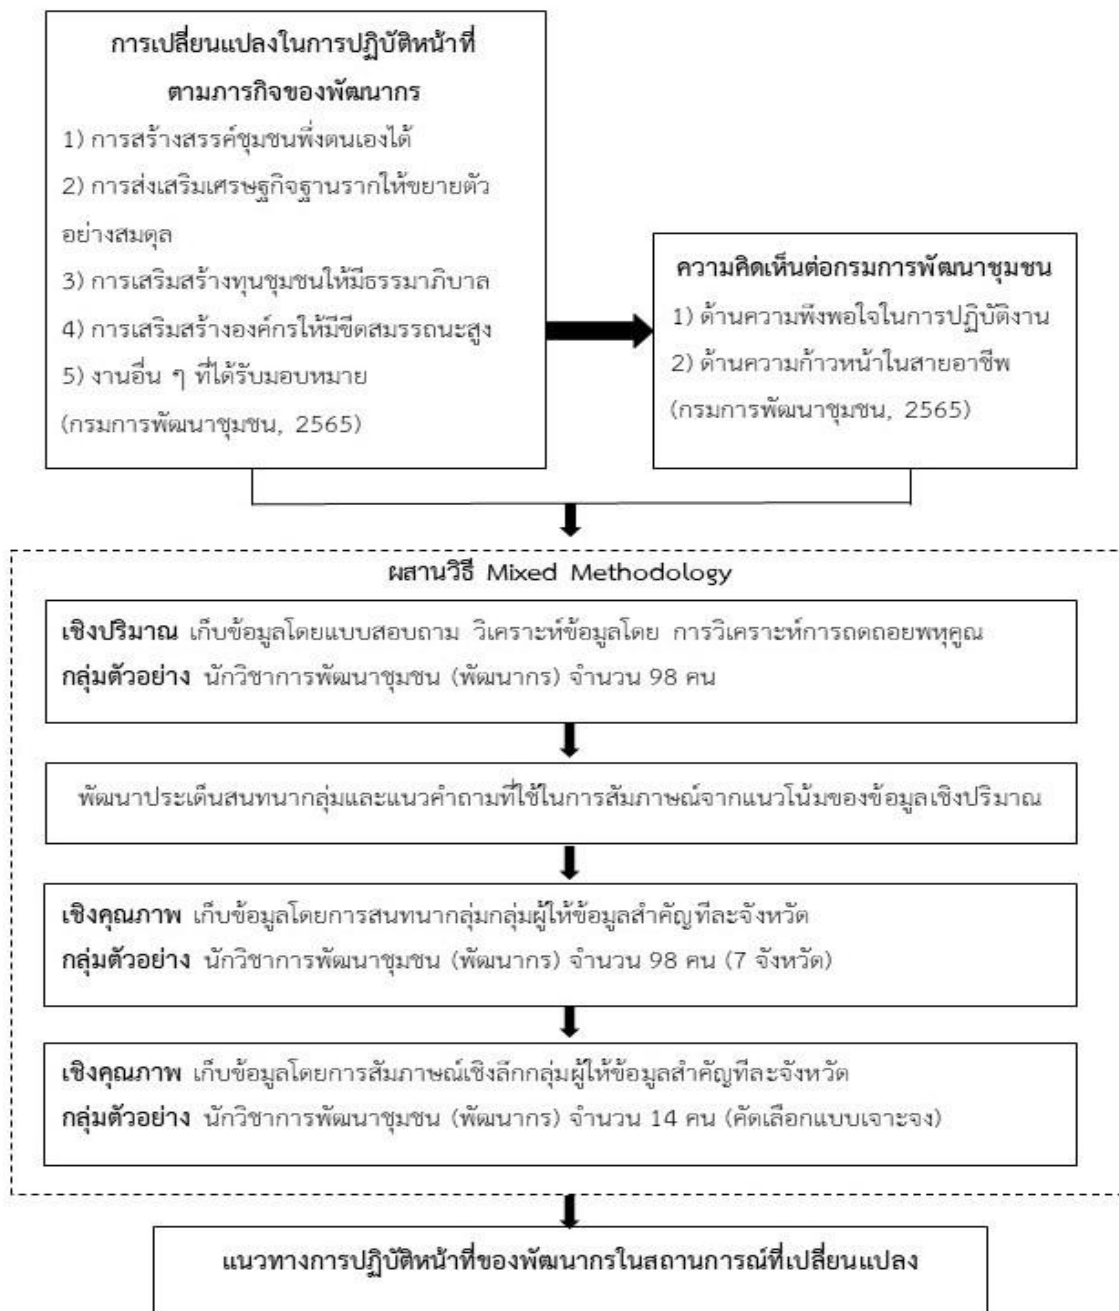 การเปลี่ยนแปลงในการปฏิบัติหน้าที่
ตามภารกิจของพัฒนากร
1) การสร้างสรรค์ชุมชนพึ่งตนเองได้
2) การส่งเสริมเศรษฐกิจฐานรากให้ขยายตัว
อย่างสมดุล
3) การเสริมสร้างทุนชุมชนให้มีธรรมาภิบาล
4) การเสริมสร้างองค์กรให้มีขีดสมรรถนะสูง
5) งานอื่น ๆ ที่ได้รับมอบหมาย
(กรมการพัฒนาชุมชน, 2565)
ความคิดเห็นต่อกรมการพัฒนาชุมชน
1) ด้านความพึงพอใจในการปฏิบัติงาน
2) ด้านความก้าวหน้าในสายอาชีพ
(กรมการพัฒนาชุมชน, 2565)
ผสานวิธี Mixed Methodology
เชิงปริมาณ เก็บข้อมูลโดยแบบสอบถาม วิเคราะห์ข้อมูลโดย การวิเคราะห์การถดถอยพหุคูณ
กลุ่มตัวอย่าง นักวิชาการพัฒนาชุมชน (พัฒนากร) จำนวน 98 คน
พัฒนาประเด็นสนทนากลุ่มและแนวคำถามที่ใช้ในการสัมภาษณ์จากแนวโน้มของข้อมูลเชิงปริมาณ
เชิงคุณภาพ เก็บข้อมูลโดยการสนทนากลุ่มกลุ่มผู้ให้ข้อมูลสำคัญทีละจังหวัด
กลุ่มตัวอย่าง นักวิชาการพัฒนาชุมชน (พัฒนากร) จำนวน 98 คน (7 จังหวัด)
เชิงคุณภาพ เก็บข้อมูลโดยการสัมภาษณ์เชิงลึกกลุ่มผู้ให้ข้อมูลสำคัญทีละจังหวัด
กลุ่มตัวอย่าง นักวิชาการพัฒนาชุมชน (พัฒนากร) จำนวน 14 คน (คัดเลือกแบบเจาะจง)
แนวทางการปฏิบัติหน้าที่ของพัฒนากรในสถานการณ์ที่เปลี่ยนแปลง